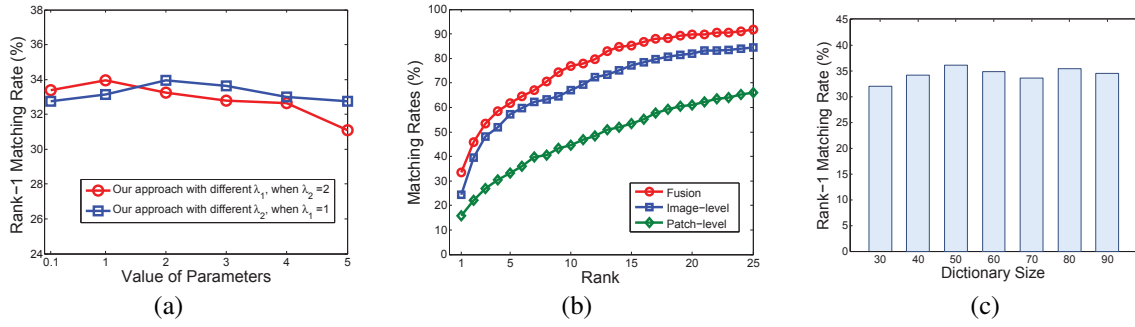 38
36
34
32
30
28
26
24
Rank−1 Matching Rate (%)
Our approach with different λ1, when λ2=2
Our approach with different λ2, when λ1=1
0.1 1 2 3 4 5
Value of Parameters
(a)
100
90
80
70
60
50
40
30
20
10
0
Matching Rates (%)
Fusion
Image−level
Patch−level
1 5 10 15 20 25
Rank
(b)
45
40
35
30
25
20
15
10
5
0
Rank−1 Matching Rate (%)
30 40 50 60 70 80 90
Dictionary Size
(c)